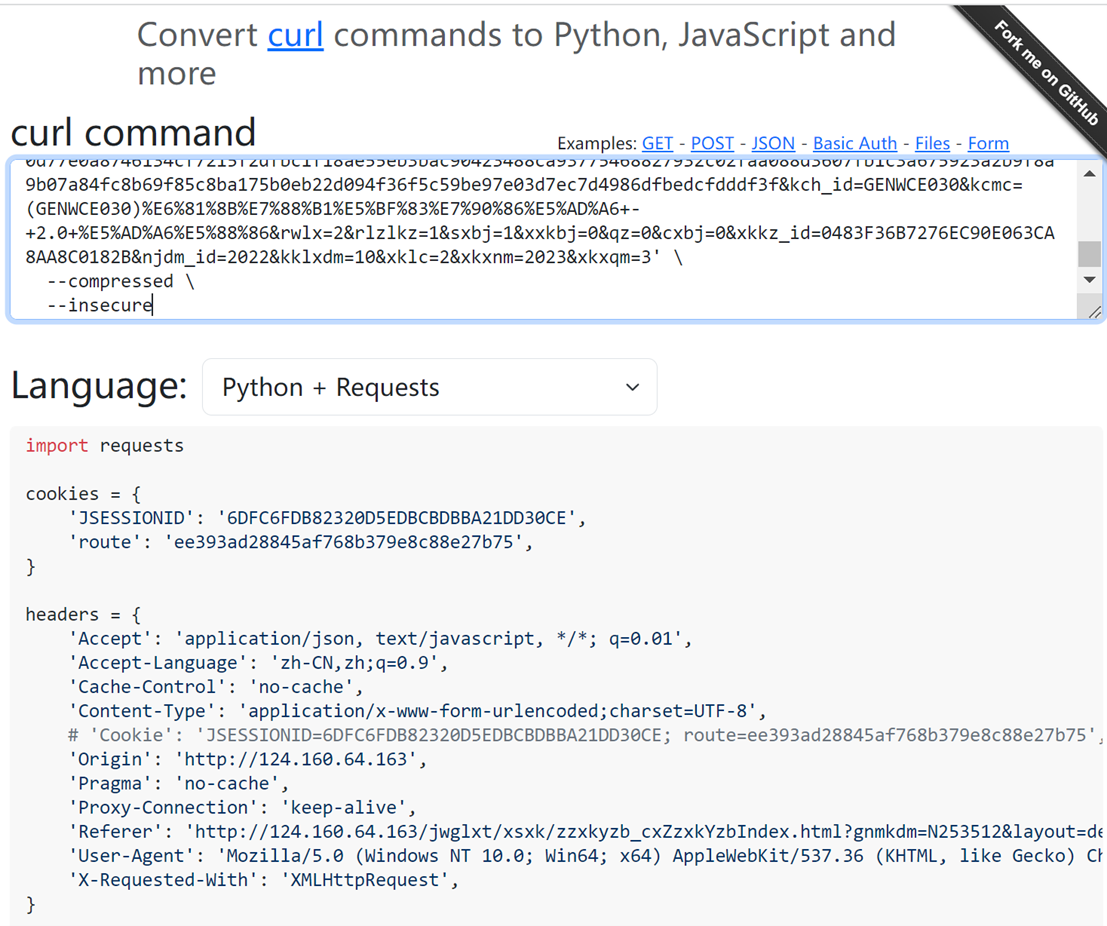 Convert curl commands to Python, JavaScript and
more
Fork me on GitHub
curl command
Examples: GET - POST - JSON - Basic Auth - Files - Form
9b07a84fc8b69f85c8ba175b0eb22d094f36f5c59be97e03d7ec7d4986dfbedcfdddf3f&kch_id=GENWCE030&kcmc=
(GENWCE030)%E6%81%8B%E7%88%B1%E5%BF%83%E7%90%86%E5%AD%A6+-
+2.0+%E5%AD%A6%E5%88%86&rwlx=2&rlzlkz=1&sxbj=1&xxkbj=0&qz=0&cxbj=0&xkkz_id=0483F36B7276EC90E063CA
8AA8C0182B&njdm_id=2022&kklxdm=10&xklc=2&xkxnm=2023&xkxqm=3' \
--compressed \
--insecure
Language:
Python + Requests
import requests
cookies = {
'JSESSIONID': '6DFC6FDB82320D5EDBCBDBBA21DD30CE',
'route': 'ee393ad28845af768b379e8c88e27b75',
}
headers = {
'Accept': 'application/json, text/javascript, */*; q=0.01',
'Accept-Language': 'zh-CN,zh;q=0.9',
'Cache-Control': 'no-cache',
'Content-Type': 'application/x-www-form-urlencoded;charset=UTF-8',
# 'Cookie': 'JSESSIONID=6DFC6FDB82320D5EDBCBDBBA21DD30CE; route=ee393ad28845af768b379e8c88e27b75',
'Origin': 'http://124.160.64.163',
'Pragma': 'no-cache',
'Proxy-Connection': 'keep-alive',
'Referer': 'http://124.160.64.163/jwglxt/xsxk/zzxkyzb_cxZzxkYzbIndex.html?gnmkdm=N253512&layout=de
'User-Agent': 'Mozilla/5.0 (Windows NT 10.0; Win64; x64) AppleWebKit/537.36 (KHTML, like Gecko) Ch
'X-Requested-With': 'XMLHttpRequest',
}